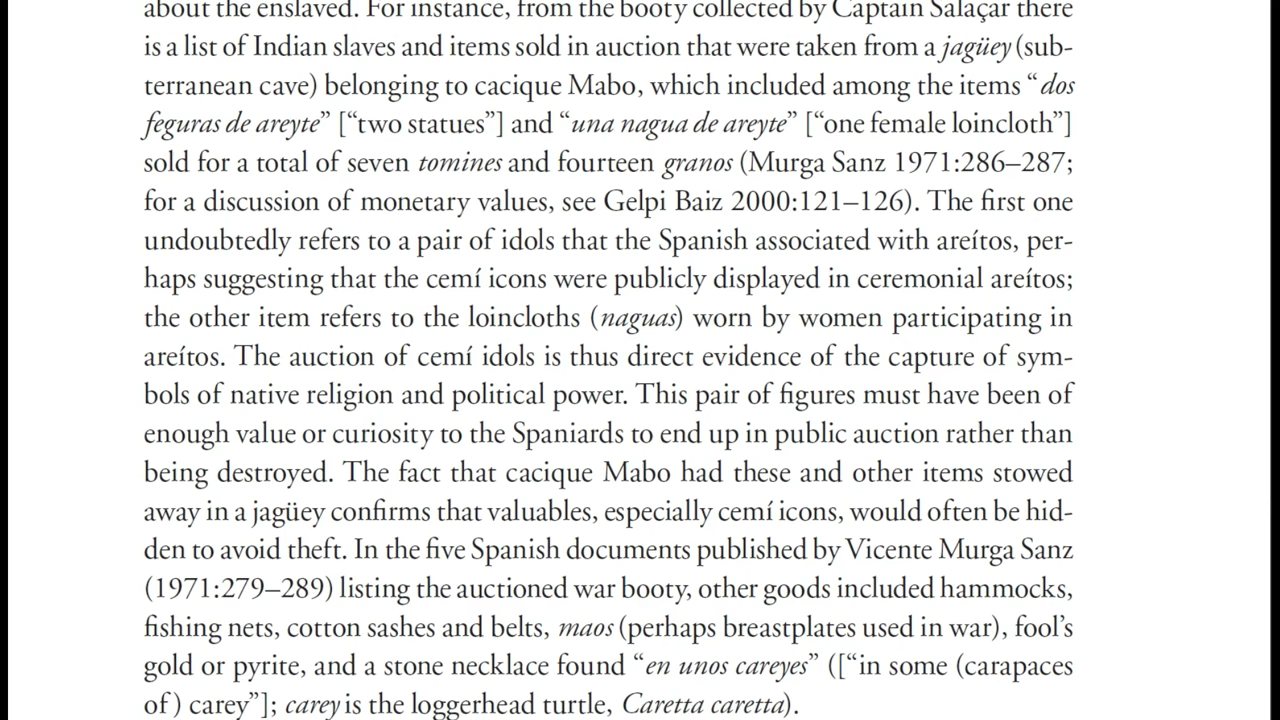 about the enslaved. For instance, from the booty collected by Captain Salaçar there
is a list of Indian slaves and items sold in auction that were taken from a jagüey (sub-
terranean cave) belonging to cacique Mabo, which included among the items “dos
feguras de areyte” [“two statues”] and “una nagua de areyte” [“one female loincloth”]
sold for a total of seven tomines and fourteen granos (Murga Sanz 1971:286–287;
for a discussion of monetary values, see Gelpi Baiz 2000:121–126). The first one
undoubtedly refers to a pair of idols that the Spanish associated with areítos, per-
haps suggesting that the cemí icons were publicly displayed in ceremonial areítos;
the other item refers to the loincloths (naguas) worn by women participating in
areítos. The auction of cemí idols is thus direct evidence of the capture of sym-
bols of native religion and political power. This pair of figures must have been of
enough value or curiosity to the Spaniards to end up in public auction rather than
being destroyed. The fact that cacique Mabo had these and other items stowed
away in a jagüey confirms that valuables, especially cemí icons, would often be hid-
den to avoid theft. In the five Spanish documents published by Vicente Murga Sanz
(1971:279–289) listing the auctioned war booty, other goods included hammocks,
fishing nets, cotton sashes and belts, maos (perhaps breastplates used in war), fool’s
gold or pyrite, and a stone necklace found “en unos careyes” ([“in some (carapaces
of) carey”]; carey is the loggerhead turtle, Caretta caretta).